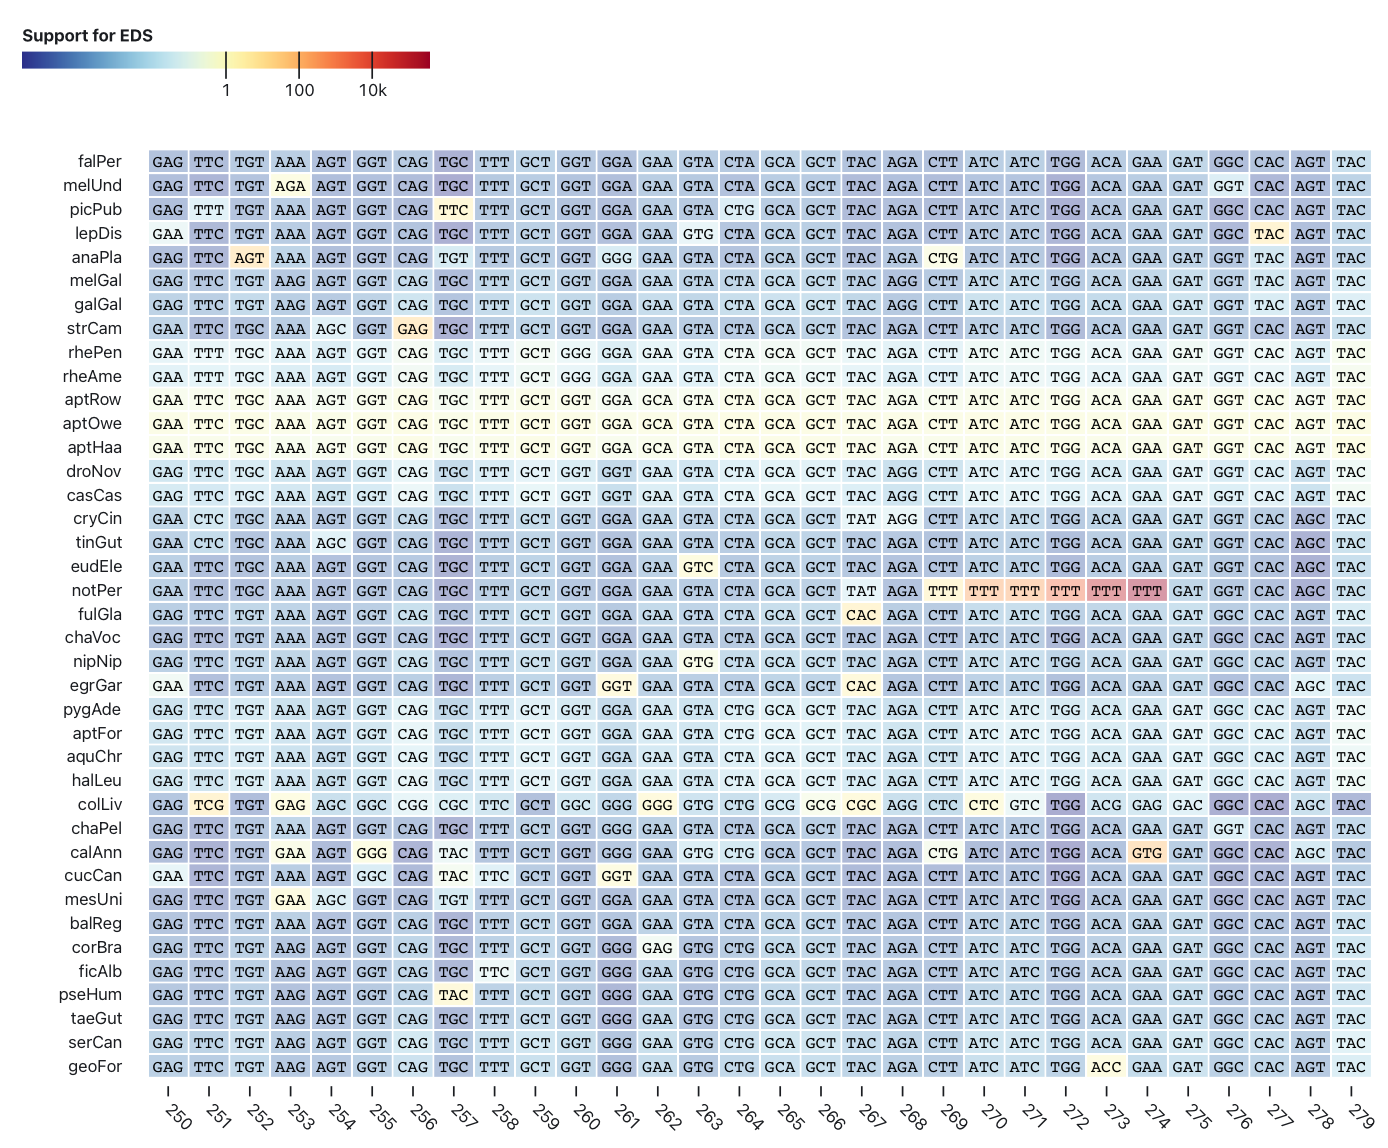 Support for EDS
1 100 10k
falPer GAG TTC TGT AAA AGT GGT CAG TGC TTT GCT GGT GGA GAA GTA CTA GCA GCT TAC AGA CTT ATC ATC TGG ACA GAA GAT GGC CAC AGT TAC
melUnd GAG TTC TGT AGA AGT GGT CAG TGC TTT GCT GGT GGA GAA GTA CTA GCA GCT TAC AGA CTT ATC ATC TGG ACA GAA GAT GGT CAC AGT TAC
picPub GAG TTT TGT AAA AGT GGT CAG TTC TTT GCT GGT GGA GAA GTA CTG GCA GCT TAC AGA CTT ATC ATC TGG ACA GAA GAT GGC CAC AGT TAC
lepDis GAA TTC TGT AAA AGT GGT CAG TGC TTT GCT GGT GGA GAA GTG CTA GCA GCT TAC AGA CTT ATC ATC TGG ACA GAA GAT GGC TAC AGT TAC
anaPla GAG TTC AGT AAA AGT GGT CAG TGT TTT GCT GGT GGG GAA GTA CTA GCA GCT TAC AGA CTG ATC ATC TGG ACA GAA GAT GGT TAC AGT TAC
melGal GAG TTC TGT AAG AGT GGT CAG TGC TTT GCT GGT GGA GAA GTA CTA GCA GCT TAC AGG CTT ATC ATC TGG ACA GAA GAT GGT TAC AGT TAC
galGal GAG TTC TGT AAG AGT GGT CAG TGC TTT GCT GGT GGA GAA GTA CTA GCA GCT TAC AGG CTT ATC ATC TGG ACA GAA GAT GGT TAC AGT TAC
strCam GAA TTC TGC AAA AGC GGT GAG TGC TTT GCT GGT GGA GAA GTA CTA GCA GCT TAC AGA CTT ATC ATC TGG ACA GAA GAT GGT CAC AGT TAC
rhePen GAA TTT TGC AAA AGT GGT CAG TGC TTT GCT GGG GGA GAA GTA CTA GCA GCT TAC AGA CTT ATC ATC TGG ACA GAA GAT GGT CAC AGT TAC
rheAme GAA TTT TGC AAA AGT GGT CAG TGC TTT GCT GGG GGA GAA GTA CTA GCA GCT TAC AGA CTT ATC ATC TGG ACA GAA GAT GGT CAC AGT TAC
aptRow GAA TTC TGC AAA AGT GGT CAG TGC TTT GCT GGT GGA GCA GTA CTA GCA GCT TAC AGA CTT ATC ATC TGG ACA GAA GAT GGT CAC AGT TAC
aptOwe GAA TTC TGC AAA AGT GGT CAG TGC TTT GCT GGT GGA GCA GTA CTA GCA GCT TAC AGA CTT ATC ATC TGG ACA GAA GAT GGT CAC AGT TAC
aptHaa GAA TTC TGC AAA AGT GGT CAG TGC TTT GCT GGT GGA GCA GTA CTA GCA GCT TAC AGA CTT ATC ATC TGG ACA GAA GAT GGT CAC AGT TAC
droNov GAG TTC TGC AAA AGT GGT CAG TGC TTT GCT GGT GGT GAA GTA CTA GCA GCT TAC AGG CTT ATC ATC TGG ACA GAA GAT GGT CAC AGT TAC
casCas GAG TTC TGC AAA AGT GGT CAG TGC TTT GCT GGT GGT GAA GTA CTA GCA GCT TAC AGG CTT ATC ATC TGG ACA GAA GAT GGT CAC AGT TAC
cryCin GAA CTC TGC AAA AGT GGT CAG TGC TTT GCT GGT GGA GAA GTA CTA GCA GCT TAT AGG CTT ATC ATC TGG ACA GAA GAT GGT CAC AGC TAC
tinGut GAA CTC TGC AAA AGC GGT CAG TGC TTT GCT GGT GGA GAA GTA CTA GCA GCT TAC AGA CTT ATC ATC TGG ACA GAA GAT GGT CAC AGC TAC
eudEle GAA TTC TGC AAA AGT GGT CAG TGC TTT GCT GGT GGA GAA GTC CTA GCA GCT TAC AGA CTT ATC ATC TGG ACA GAA GAT GGT CAC AGC TAC
notPer GAA TTC TGC AAA AGT GGT CAG TGC TTT GCT GGT GGA GAA GTA CTA GCA GCT TAT AGA TTT TTT TTT TTT TTT TTT GAT GGT CAC AGC TAC
fulGla GAG TTC TGT AAA AGT GGT CAG TGC TTT GCT GGT GGA GAA GTA CTA GCA GCT CAC AGA CTT ATC ATC TGG ACA GAA GAT GGC CAC AGT TAC
chaVoc GAG TTC TGT AAA AGT GGT CAG TGC TTT GCT GGT GGA GAA GTA CTA GCA GCT TAC AGA CTT ATC ATC TGG ACA GAA GAT GGC CAC AGT TAC
nipNip GAG TTC TGT AAA AGT GGT CAG TGC TTT GCT GGT GGA GAA GTG CTA GCA GCT TAC AGA CTT ATC ATC TGG ACA GAA GAT GGC CAC AGT TAC
egrGar GAA TTC TGT AAA AGT GGT CAG TGC TTT GCT GGT GGT GAA GTA CTA GCA GCT CAC AGA CTT ATC ATC TGG ACA GAA GAT GGC CAC AGC TAC
pygAde GAG TTC TGT AAA AGT GGT CAG TGC TTT GCT GGT GGA GAA GTA CTG GCA GCT TAC AGA CTT ATC ATC TGG ACA GAA GAT GGC CAC AGT TAC
aptFor GAG TTC TGT AAA AGT GGT CAG TGC TTT GCT GGT GGA GAA GTA CTG GCA GCT TAC AGA CTT ATC ATC TGG ACA GAA GAT GGC CAC AGT TAC
aquChr GAG TTC TGT AAA AGT GGT CAG TGC TTT GCT GGT GGA GAA GTA CTA GCA GCT TAC AGA CTT ATC ATC TGG ACA GAA GAT GGC CAC AGT TAC
halLeu GAG TTC TGT AAA AGT GGT CAG TGC TTT GCT GGT GGA GAA GTA CTA GCA GCT TAC AGA CTT ATC ATC TGG ACA GAA GAT GGC CAC AGT TAC
colLiv GAG TCG TGT GAG AGC GGC CGG CGC TTC GCT GGC GGG GGG GTG CTG GCG GCG CGC AGG CTC CTC GTC TGG ACG GAG GAC GGC CAC AGC TAC
chaPel GAG TTC TGT AAA AGT GGT CAG TGC TTT GCT GGT GGG GAA GTA CTA GCA GCT TAC AGA CTT ATC ATC TGG ACA GAA GAT GGT CAC AGT TAC
calAnn GAG TTC TGT GAA AGT GGG CAG TAC TTT GCT GGT GGG GAA GTG CTG GCA GCT TAC AGA CTG ATC ATC TGG ACA GTG GAT GGC CAC AGC TAC
cucCan GAA TTC TGT AAA AGT GGC CAG TAC TTC GCT GGT GGT GAA GTA CTA GCA GCT TAC AGA CTT ATC ATC TGG ACA GAA GAT GGC CAC AGT TAC
mesUni GAG TTC TGT GAA AGC GGT CAG TGT TTT GCT GGT GGA GAA GTA CTA GCA GCT TAC AGA CTT ATC ATC TGG ACA GAA GAT GGC CAC AGT TAC
balReg GAG TTC TGT AAA AGT GGT CAG TGC TTT GCT GGT GGA GAA GTA CTA GCA GCT TAC AGA CTT ATC ATC TGG ACA GAA GAT GGC CAC AGT TAC
corBra GAG TTC TGT AAG AGT GGT CAG TGC TTT GCT GGT GGG GAG GTG CTG GCA GCT TAC AGA CTT ATC ATC TGG ACA GAA GAT GGC CAC AGT TAC
ficAlb GAG TTC TGT AAG AGT GGT CAG TGC TTC GCT GGT GGG GAA GTG CTG GCA GCT TAC AGA CTT ATC ATC TGG ACA GAA GAT GGC CAC AGT TAC
pseHum GAG TTC TGT AAG AGT GGT CAG TAC TTT GCT GGT GGG GAA GTG CTG GCA GCT TAC AGA CTT ATC ATC TGG ACA GAA GAT GGC CAC AGT TAC
taeGut GAG TTC TGT AAG AGT GGT CAG TGC TTT GCT GGT GGG GAA GTG CTG GCA GCT TAC AGA CTT ATC ATC TGG ACA GAA GAT GGC CAC AGT TAC
serCan GAG TTC TGT AAG AGT GGT CAG TGC TTT GCT GGT GGG GAA GTG CTG GCA GCT TAC AGA CTT ATC ATC TGG ACA GAA GAT GGC CAC AGT TAC
geoFor GAG TTC TGT AAG AGT GGT CAG TGC TTT GCT GGT GGG GAA GTG CTG GCA GCT TAC AGA CTT ATC ATC TGG ACC GAA GAT GGC CAC AGT TAC
250 251 252 253 254 255 256 257 258 259 260 261 262 263 264 265 266 267 268 269 270 271 272 273 274 275 276 277 278 279